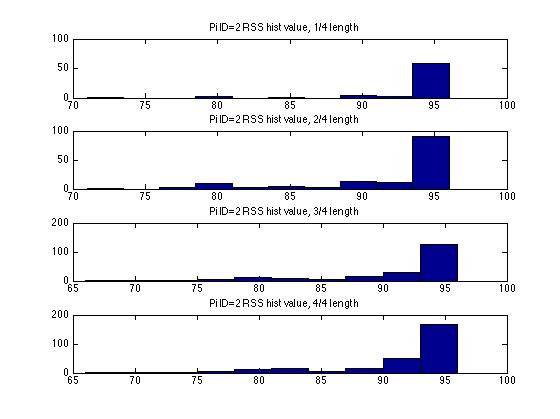 PiID=2 RSS hist value, 1/4 length
100
50
0
70 75 80 85 90 95 100
PiID=2 RSS hist value, 2/4 length
100
50
0
70 75 80 85 90 95 100
PiID=2 RSS hist value, 3/4 length
200
100
0
65 70 75 80 85 90 95 100
PiID=2 RSS hist value, 4/4 length
200
100
0
65 70 75 80 85 90 95 100